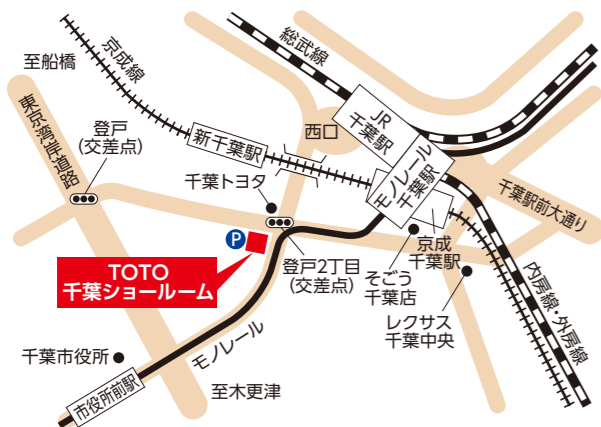 至船橋
京成線
総武線
東京湾岸道路
登戸
(交差点)
新千葉駅
西口
JR
千葉駅
モノレール
千葉駅
千葉駅前大通り
千葉トヨタ
P
登戸2丁目
(交差点)
そごう
千葉店
京成
千葉駅
レクサス
千葉中央
内房線・外房線
TOTO
千葉ショールーム
モノレール
千葉市役所
市役所前駅
至木更津